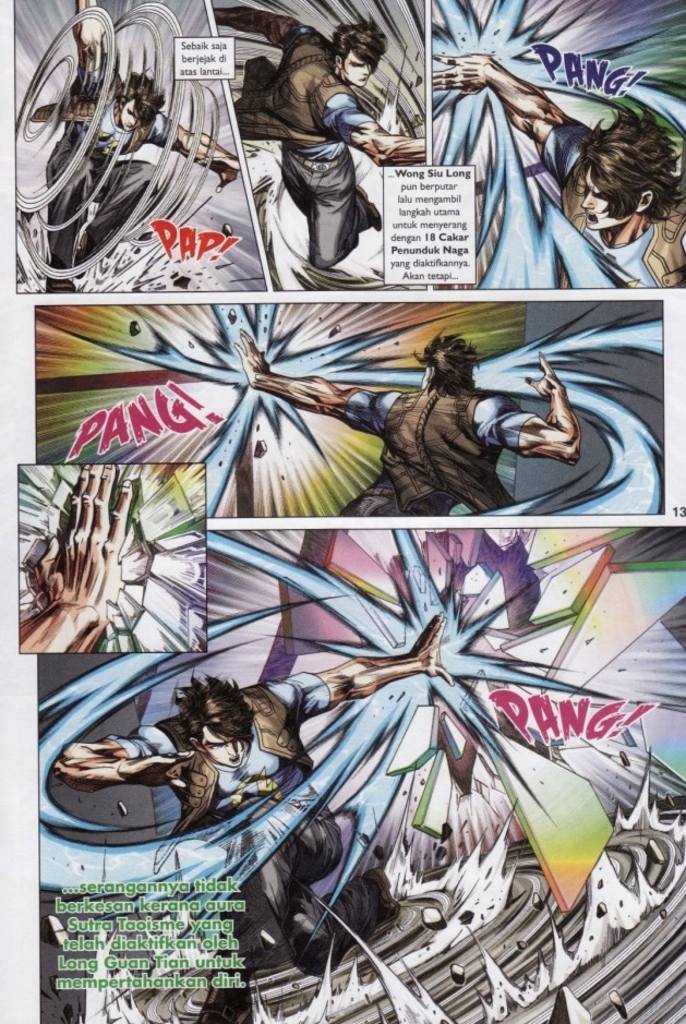 Sebaik saja
berjejak di
atas lantai...
PAP!
...Wong Siu Long
pun berputar
lalu mengambil
langkah utama
untuk menyerang
dengan 18 Cakar
Penunduk Naga
yang diaktifkannya.
Akan tetapi...
PANG!
PANG!
13
PANG!
...serangannya tidak
berkesan kerana aura
Sutra Taoisme yang
telah diaktifkan oleh
Long Guan Tian untuk
mempertahankan diri.